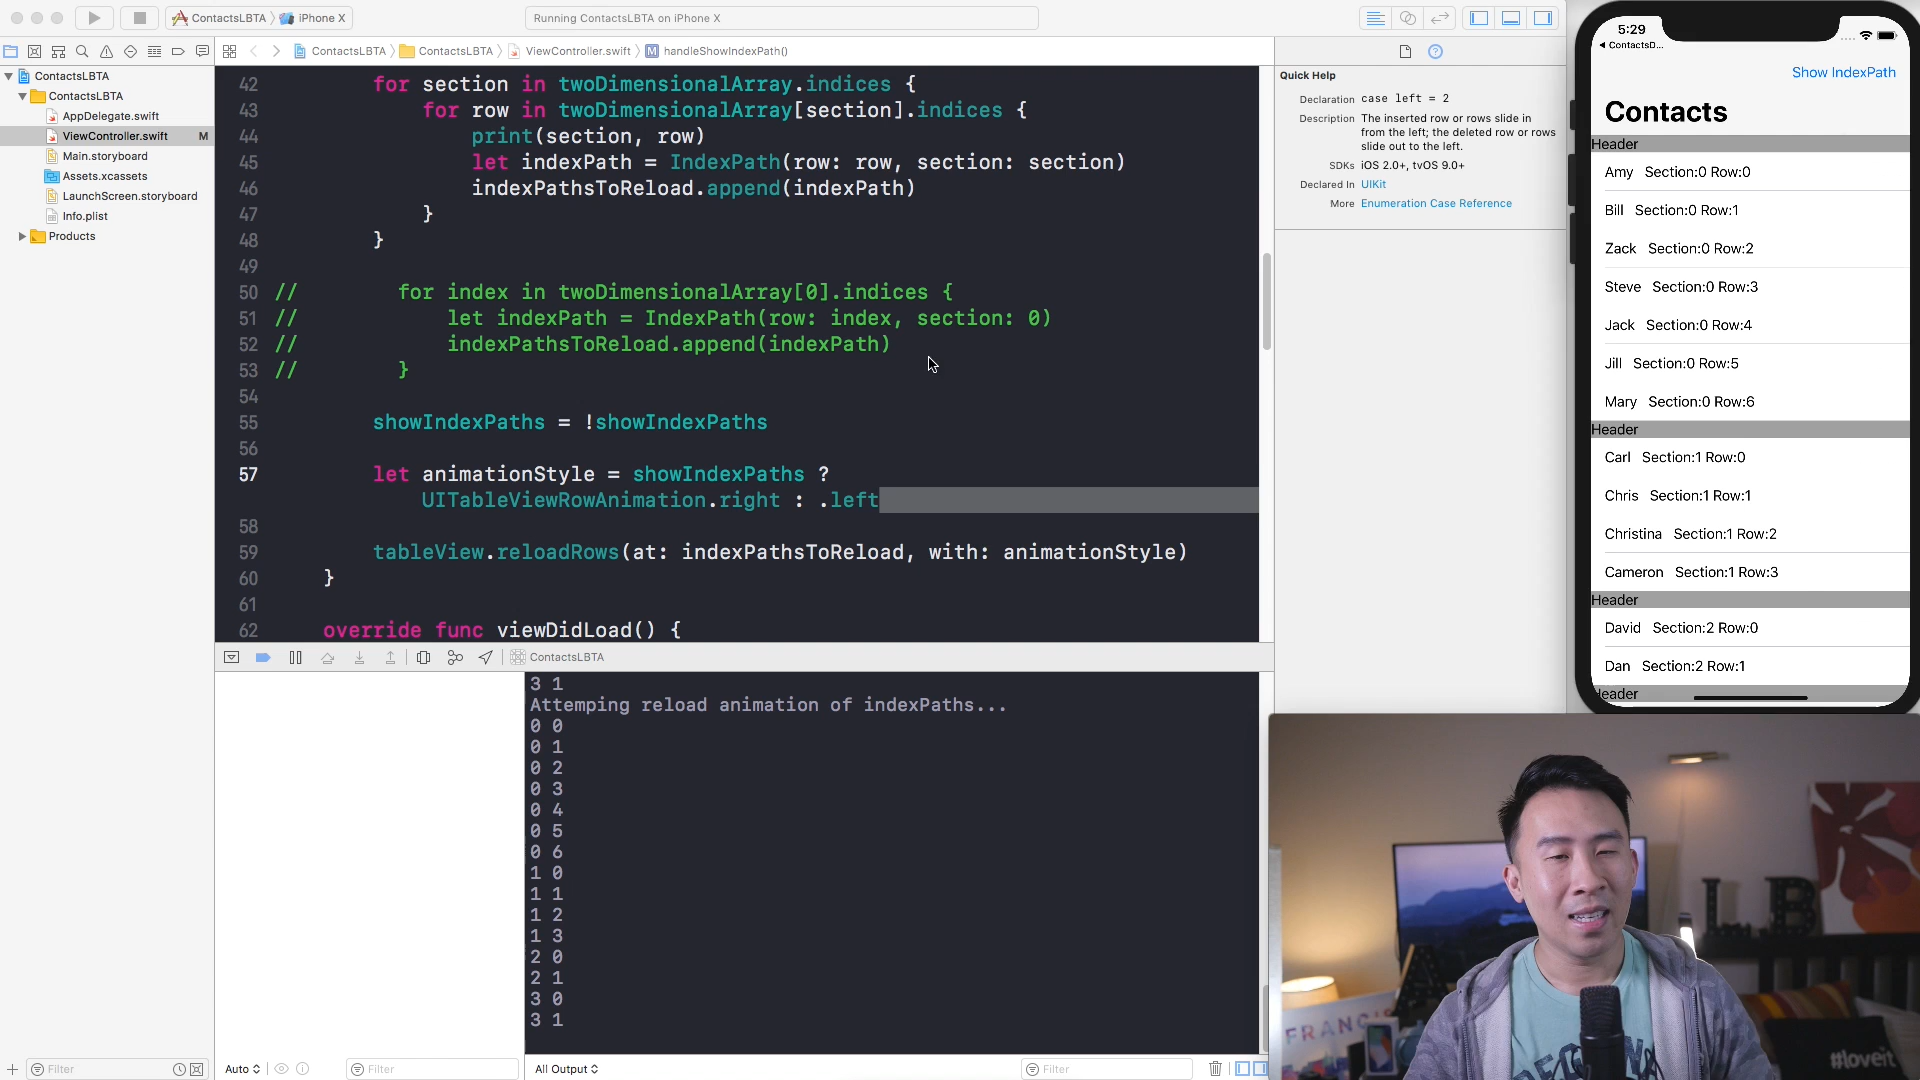 ContactsLBTA
iPhone X
Running ContactsLBTA on iPhone X
ContactsLBTA
ContactsLBTA
ViewController.swift
M
handleShowIndexPath()
ContactsLBTA
ContactsLBTA
AppDelegate.swift
ViewController.swift
M
Main.storyboard
Assets.xcassets
LaunchScreen.storyboard
Info.plist
Products
42 for section in twoDimensionalArray.indices {
43 for row in twoDimensionalArray[section].indices {
44 print(section, row)
45 let indexPath = IndexPath(row: row, section: section)
46 indexPathsToReload.append(indexPath)
47 }
48 }
49
50 // for index in twoDimensionalArray[0].indices {
51 // let indexPath = IndexPath(row: index, section: 0)
52 // indexPathsToReload.append(indexPath)
53 // }
54
55 showIndexPaths = !showIndexPaths
56
57 let animationStyle = showIndexPaths ?
UITableViewRowAnimation.right : .left
58
59 tableView.reloadRows(at: indexPathsToReload, with: animationStyle)
60 }
61
62 override func viewDidLoad() {
ContactsLBTA
3 1
Attemping reload animation of indexPaths...
0 0
0 1
0 2
0 3
0 4
0 5
0 6
1 0
1 1
1 2
1 3
2 0
2 1
3 0
3 1
Filter
Auto
Filter
All Output
Filter
Quick Help
Declaration case left = 2
Description The inserted row or rows slide in
from the left; the deleted row or rows
slide out to the left.
SDKs iOS 2.0+, tvOS 9.0+
Declared In UIKit
More Enumeration Case Reference
5:29
ContactsD...
Show IndexPath
Contacts
Header
Amy Section:0 Row:0
Bill Section:0 Row:1
Zack Section:0 Row:2
Steve Section:0 Row:3
Jack Section:0 Row:4
Jill Section:0 Row:5
Mary Section:0 Row:6
Header
Carl Section:1 Row:0
Chris Section:1 Row:1
Christina Section:1 Row:2
Cameron Section:1 Row:3
Header
David Section:2 Row:0
Dan Section:2 Row:1
Header
L B
FRANCIS
#loveit